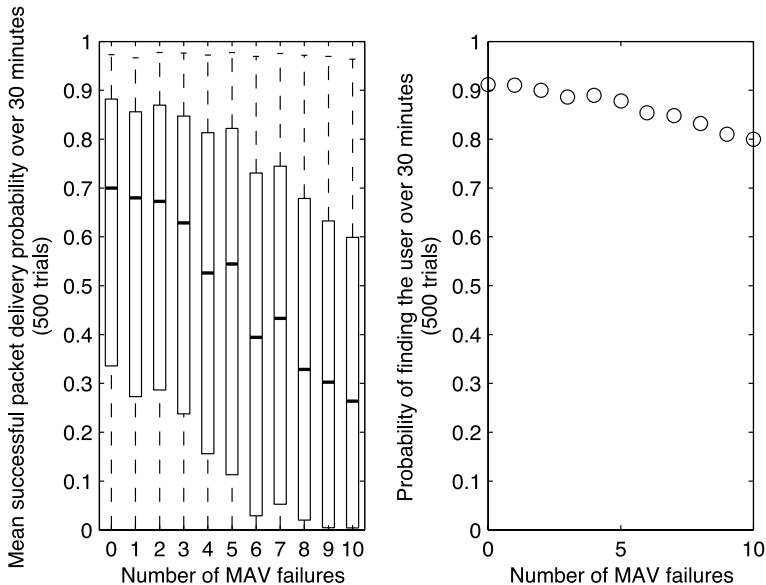 Mean successful packet delivery probability over 30 minutes
(500 trials)
1
0.9
0.8
0.7
0.6
0.5
0.4
0.3
0.2
0.1
0
0 1 2 3 4 5 6 7 8 9 10
Number of MAV failures
Probability of finding the user over 30 minutes
(500 trials)
1
0.9
0.8
0.7
0.6
0.5
0.4
0.3
0.2
0.1
0
0 5 10
Number of MAV failures